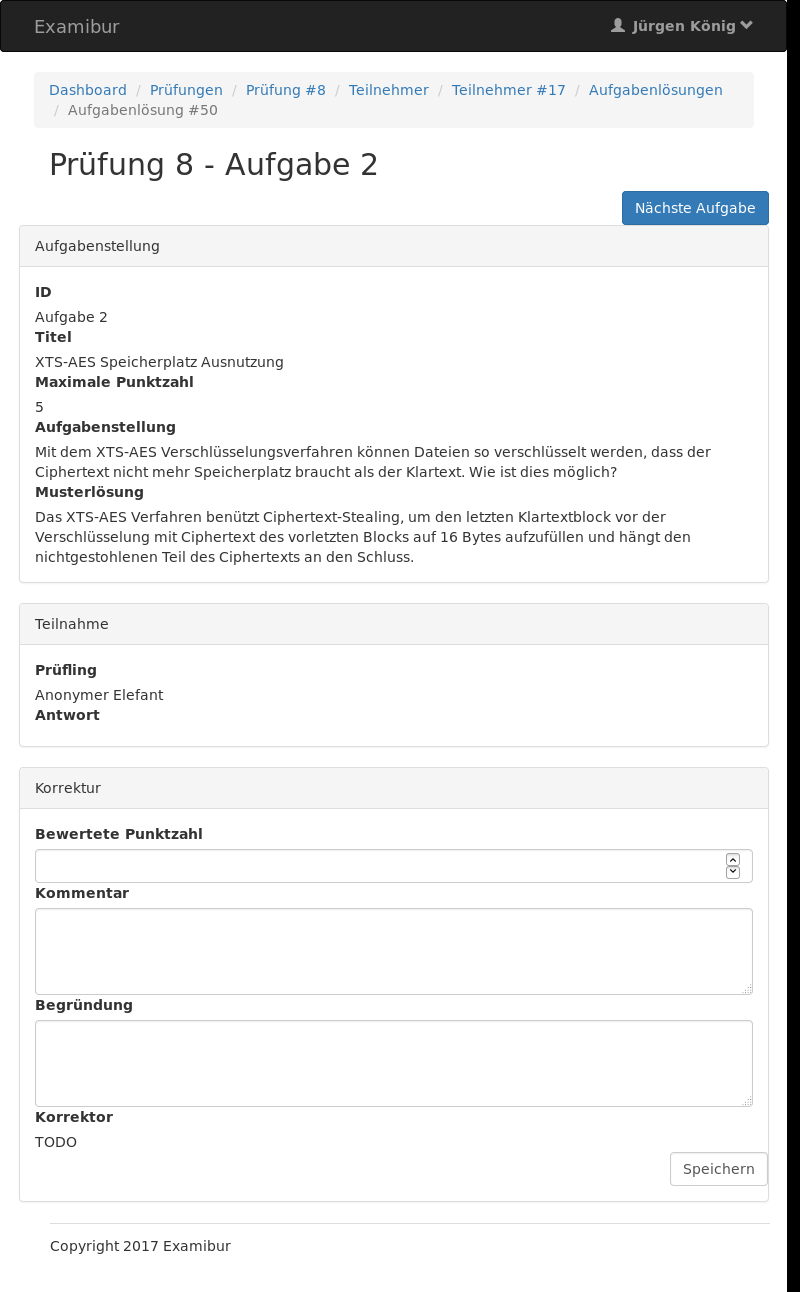 Examibur
Jürgen König
Dashboard / Prüfungen / Prüfung #8 / Teilnehmer / Teilnehmer #17 / Aufgabenlösungen
/ Aufgabenlösung #50
Prüfung 8 - Aufgabe 2
Nächste Aufgabe
Aufgabenstellung
ID
Aufgabe 2
Titel
XTS-AES Speicherplatz Ausnutzung
Maximale Punktzahl
5
Aufgabenstellung
Mit dem XTS-AES Verschlüsselungsverfahren können Dateien so verschlüsselt werden, dass der
Ciphertext nicht mehr Speicherplatz braucht als der Klartext. Wie ist dies möglich?
Musterlösung
Das XTS-AES Verfahren benützt Ciphertext-Stealing, um den letzten Klartextblock vor der
Verschlüsselung mit Ciphertext des vorletzten Blocks auf 16 Bytes aufzufüllen und hängt den
nichtgestohlenen Teil des Ciphertexts an den Schluss.
Teilnahme
Prüfling
Anonymer Elefant
Antwort
Korrektur
Bewertete Punktzahl
Kommentar
Begründung
Korrektor
TODO
Speichern
Copyright 2017 Examibur